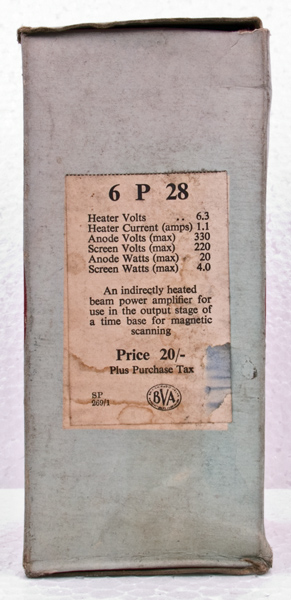 6 P 28
Heater Volts .. 6.3
Heater Current (amps) 1.1
Anode Volts (max) 330
Screen Volts (max) 220
Anode Watts (max) 20
Screen Watts (max) 4.0
An indirectly heated
beam power amplifier for
use in the output stage of
a time base for magnetic
scanning
Price 20/-
Plus Purchase Tax
SP
269/1
BVA